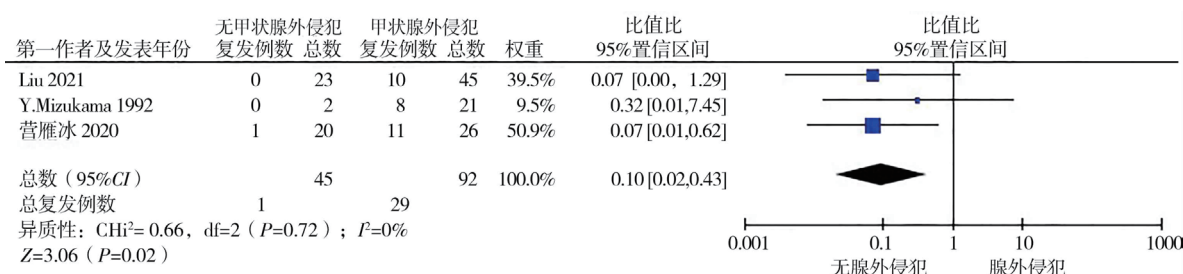 无甲状腺外侵犯 甲状腺外侵犯 比值比 比值比
第一作者及发表年份 复发例数 总数 复发例数 总数 权重 95%置信区间 95%置信区间
Liu 2021 0 23 10 45 39.5% 0.07 [0.00，1.29]
Y.Mizukama 1992 0 2 8 21 9.5% 0.32 [0.01,7.45]
营雁冰 2020 1 20 11 26 50.9% 0.07 [0.01,0.62]
总数（95%CI） 45 92 100.0% 0.10 [0.02,0.43]
总复发例数 1 29
异质性：CHi²= 0.66，df=2（P=0.72）；I²=0%
Z=3.06（P=0.02）
0.001 0.1 1 10 1000
无腺外侵犯 腺外侵犯